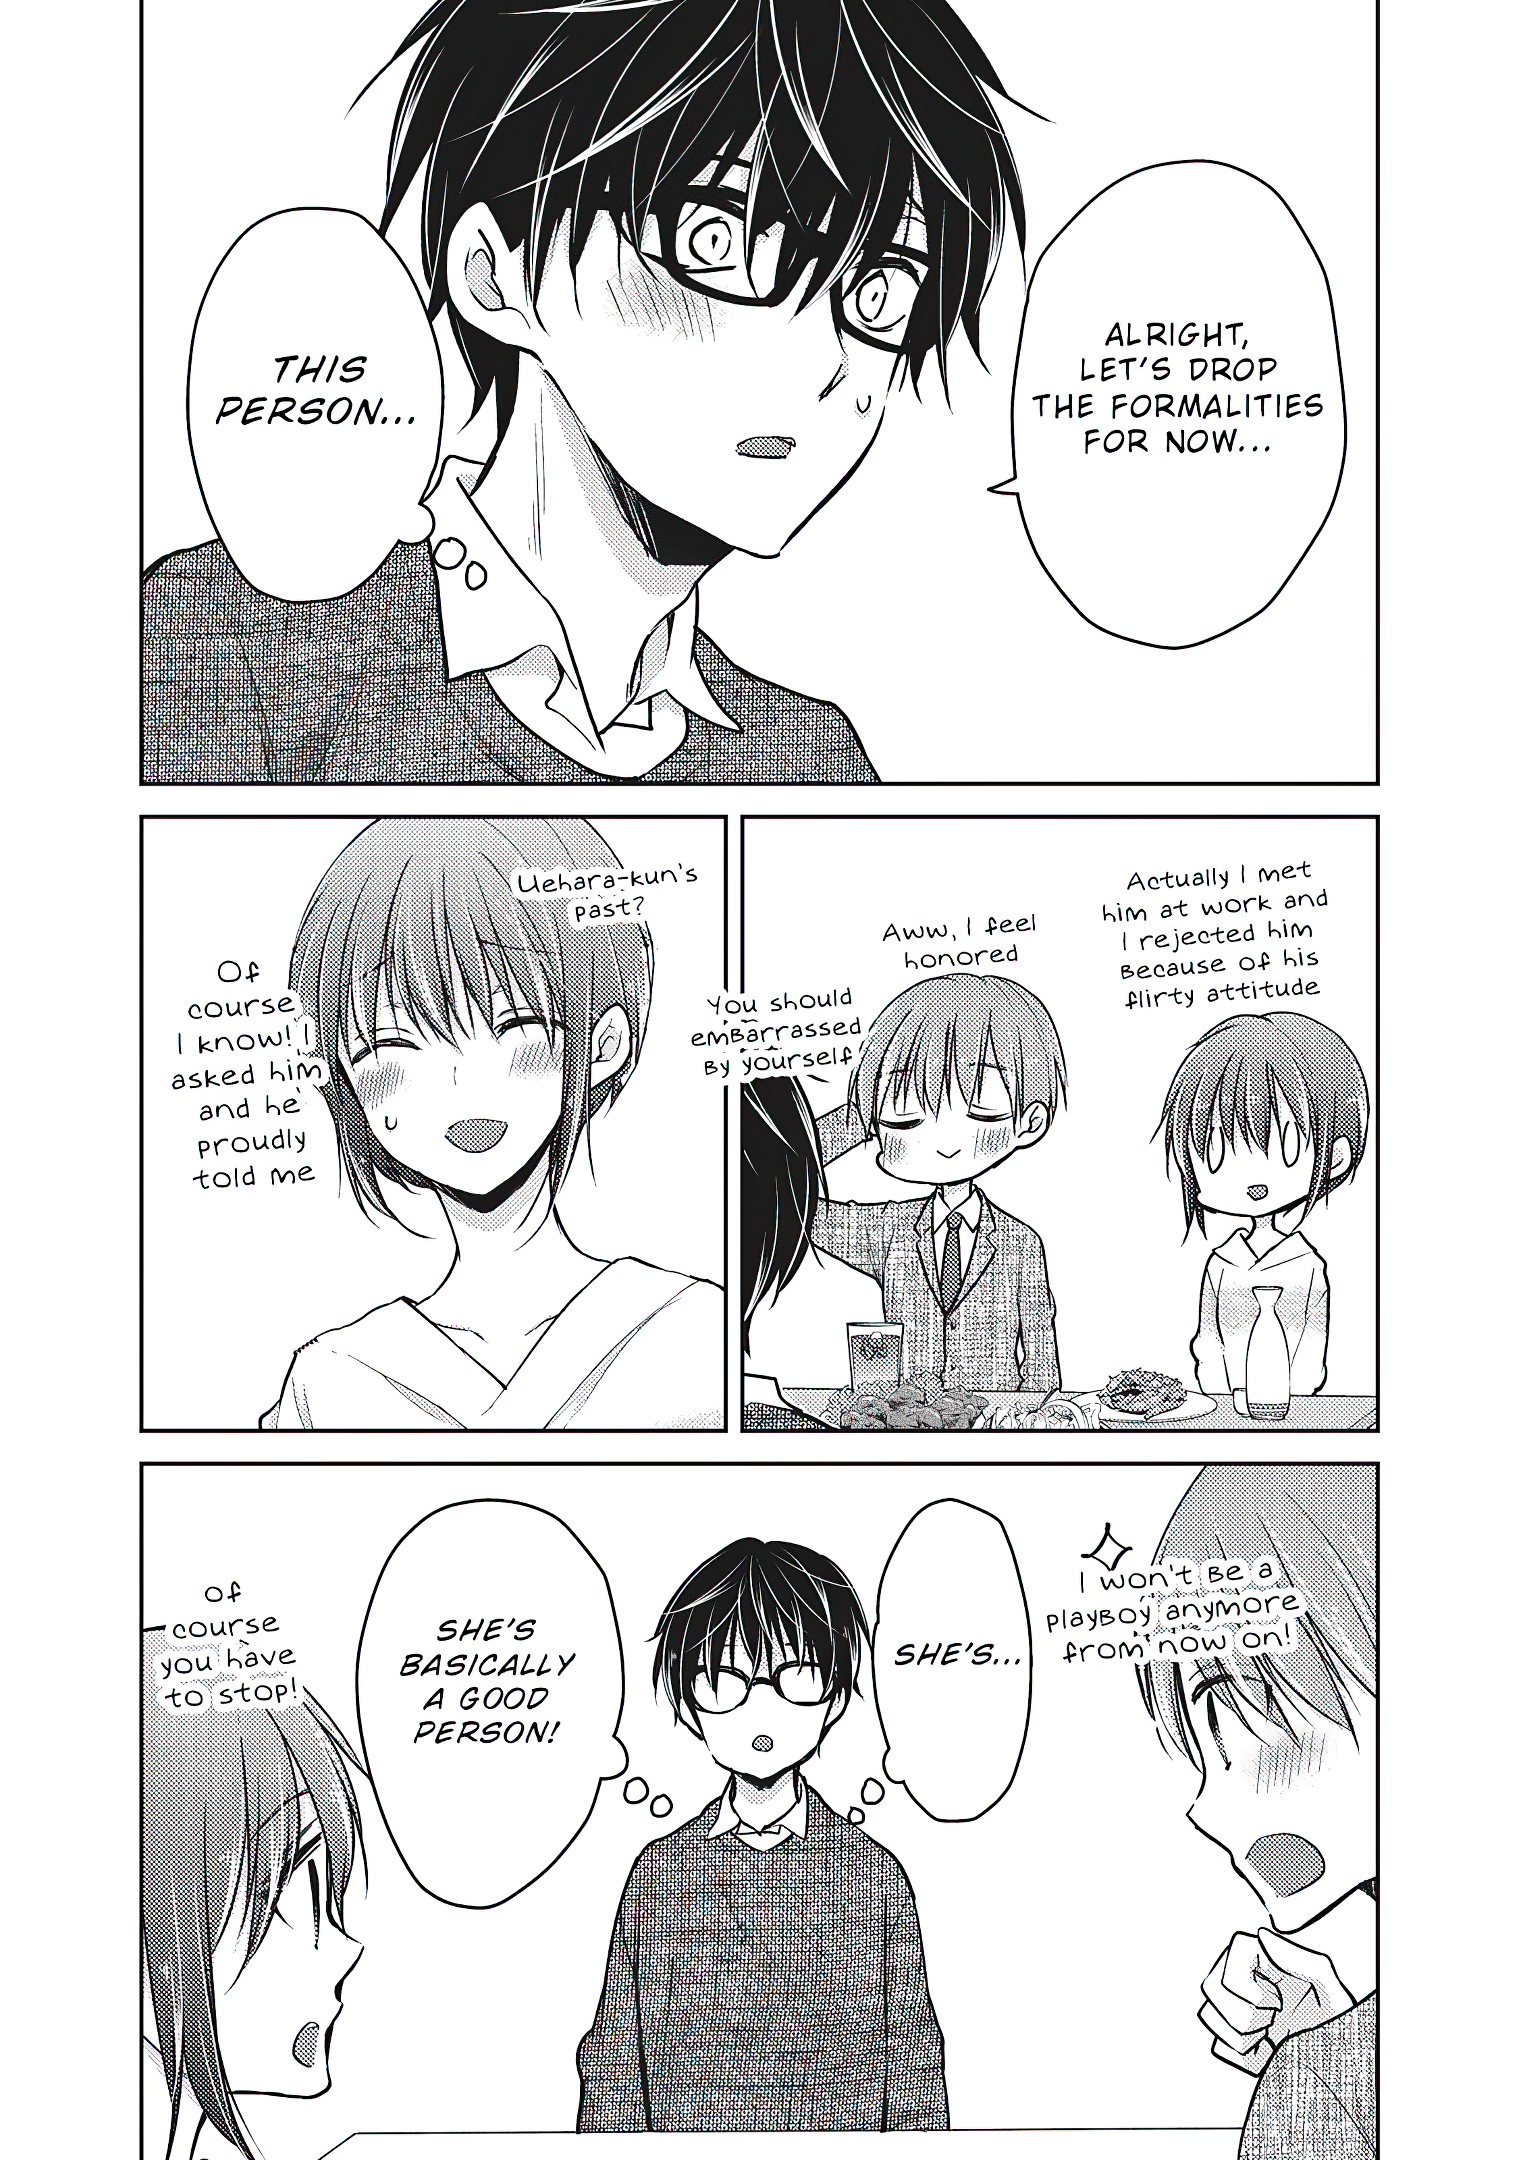 ALRIGHT,
LET'S DROP
THE FORMALITIES
FOR NOW...
THIS
PERSON...
Actually I met
him at work and
I rejected him
Because of his
flirty attitude
Aww, I feel
honored
You should
emBarrassed
By yourself
Uehara-kun's
past?
Of
course
I know! I
asked him
and he
proudly
told me
I won't Be a
playBoy anymore
from now on!
SHE'S...
SHE'S
BASICALLY
A GOOD
PERSON!
Of
course
you have
to stop!